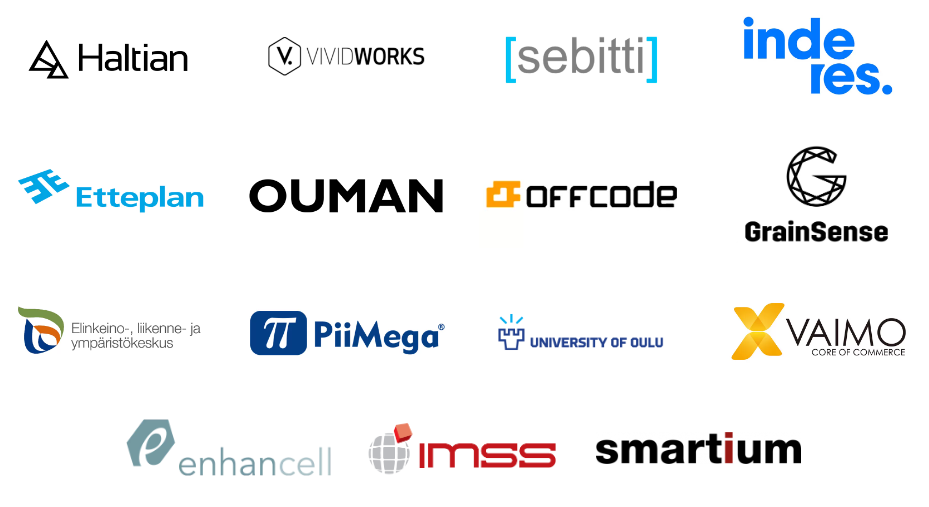 Haltian
V. VIVIDWORKS
[sebitti]
inde
res.
Etteplan
OUMAN
OFFCODE
G
GrainSense
Elinkeino-, liikenne- ja
ympäristökeskus
π PiiMega®
UNIVERSITY OF OULU
VAIMO
CORE OF COMMERCE
e enhancell
imss
smartium